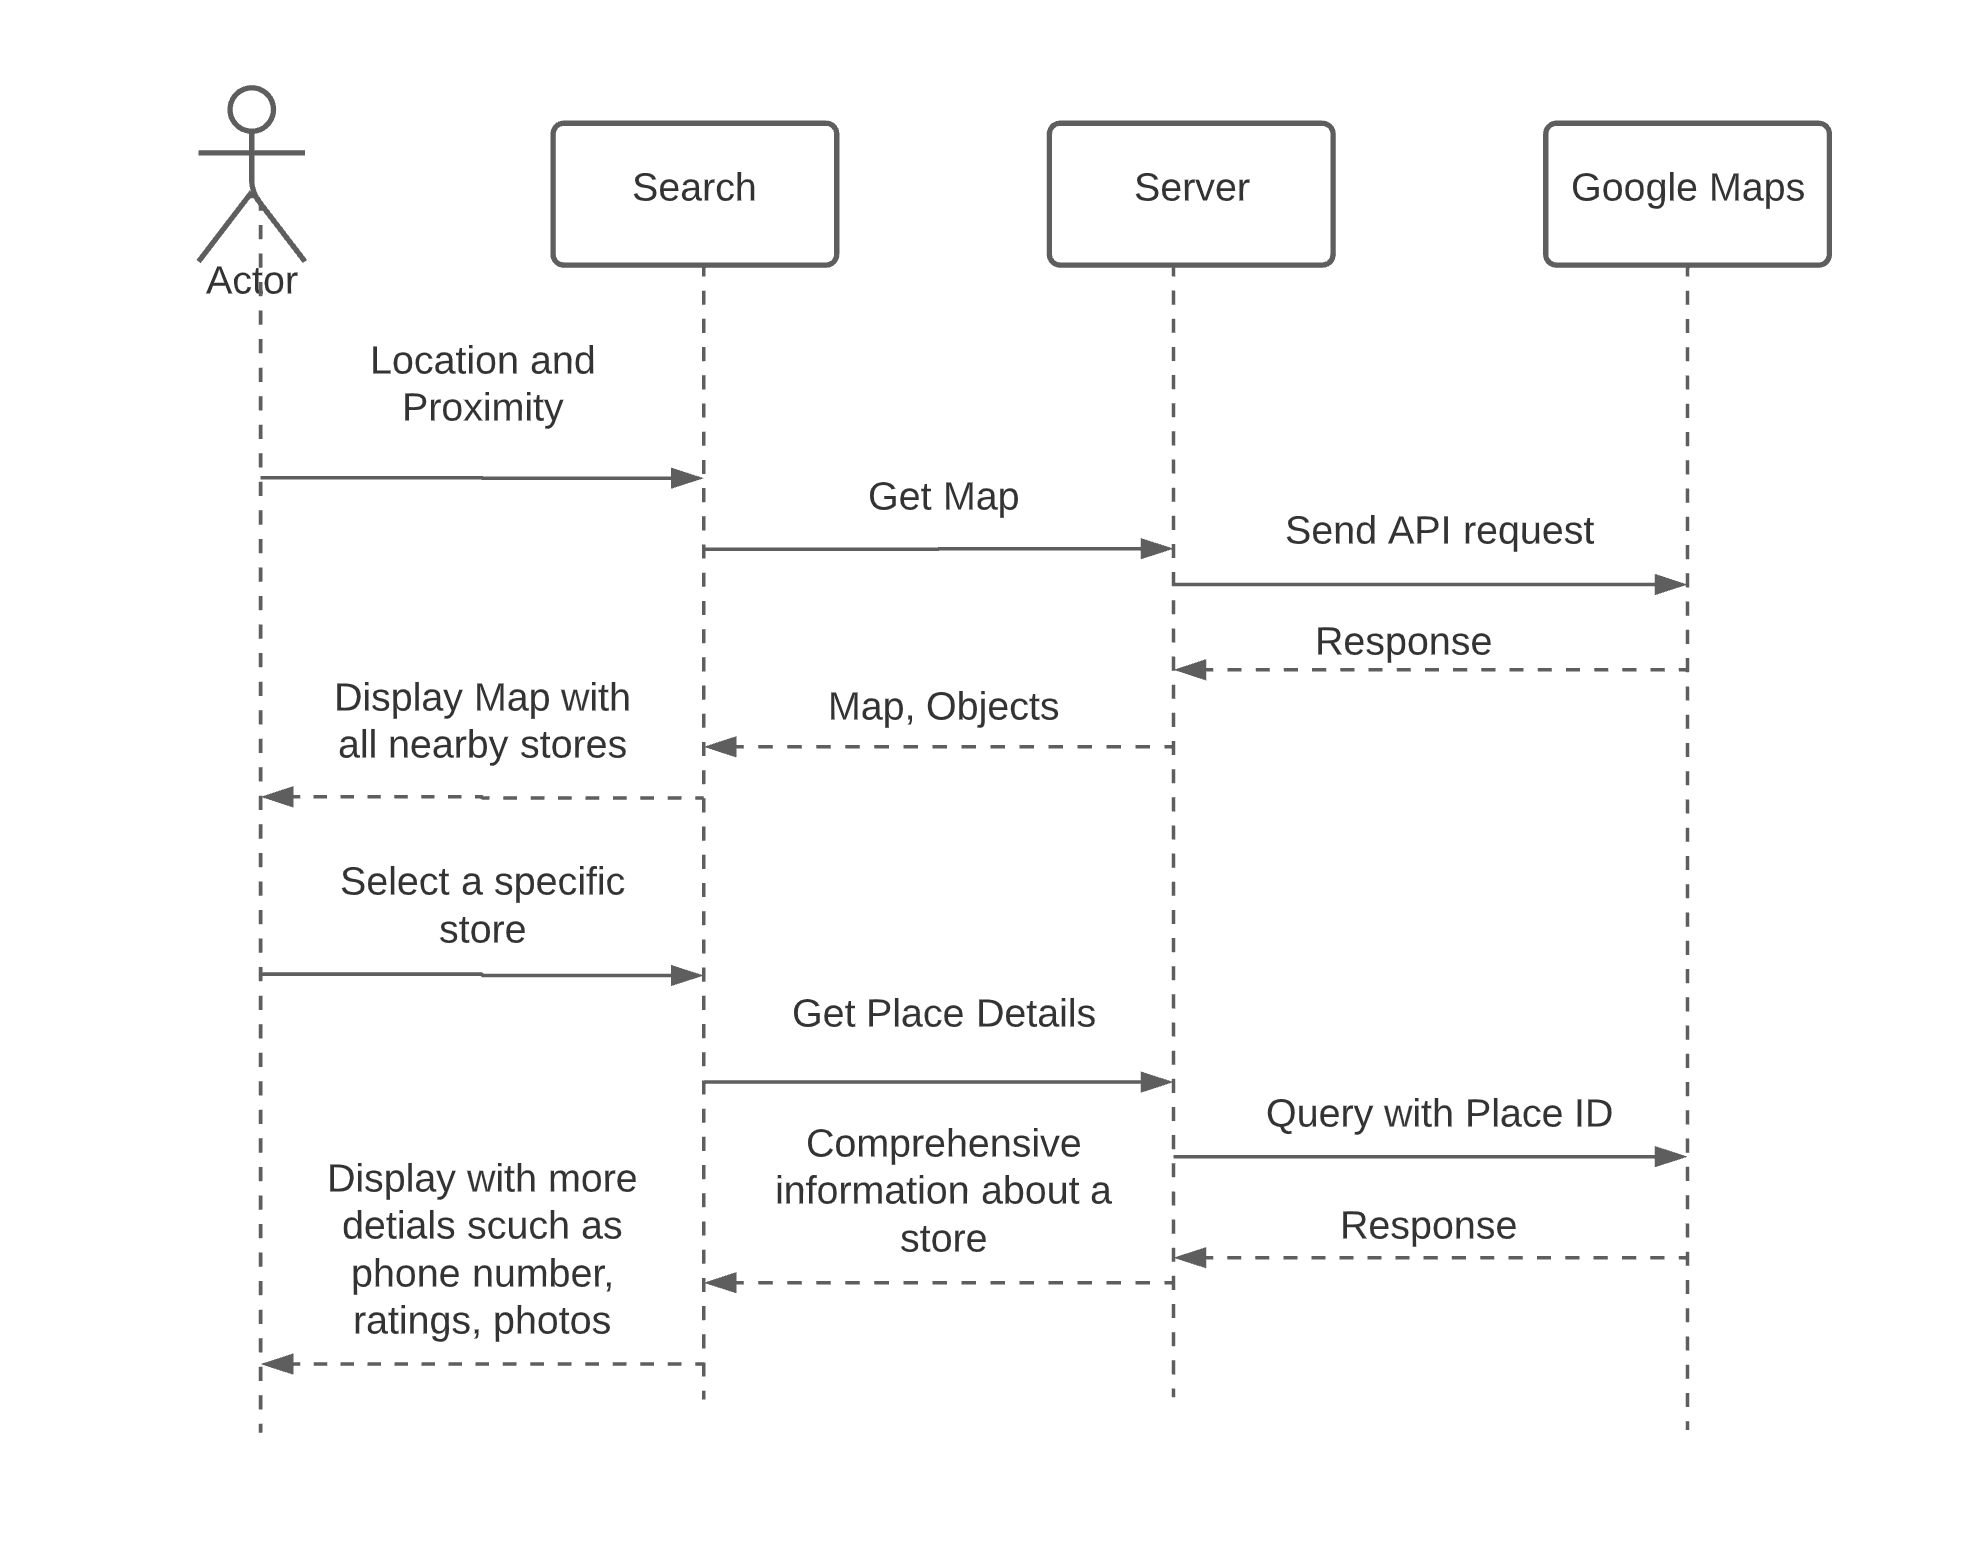 Search
Server
Google Maps
Actor
Location and
Proximity
Get Map
Send API request
Response
Display Map with
all nearby stores
Map, Objects
Select a specific
store
Get Place Details
Query with Place ID
Comprehensive
information about a
store
Response
Display with more
detials scuch as
phone number,
ratings, photos